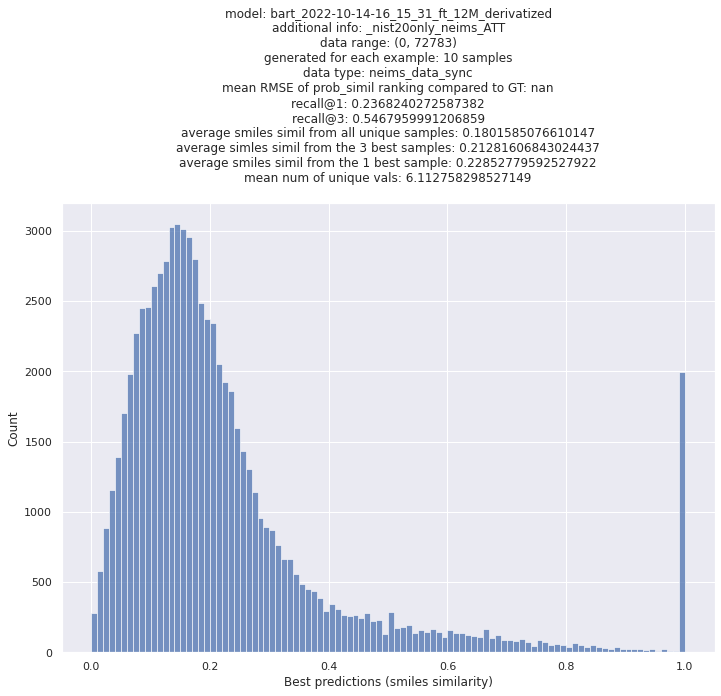 model: bart_2022-10-14-16_15_31_ft_12M_derivatized
additional info: _nist20only_neims_ATT
data range: (0, 72783)
generated for each example: 10 samples
data type: neims_data_sync
mean RMSE of prob_simil ranking compared to GT: nan
recall@1: 0.2368240272587382
recall@3: 0.5467959991206859
average smiles simil from all unique samples: 0.1801585076610147
average simles simil from the 3 best samples: 0.21281606843024437
average smiles simil from the 1 best sample: 0.22852779592527922
mean num of unique vals: 6.112758298527149
3000
2500
2000
1500
1000
500
0
Count
0.0 0.2 0.4 0.6 0.8 1.0
Best predictions (smiles similarity)